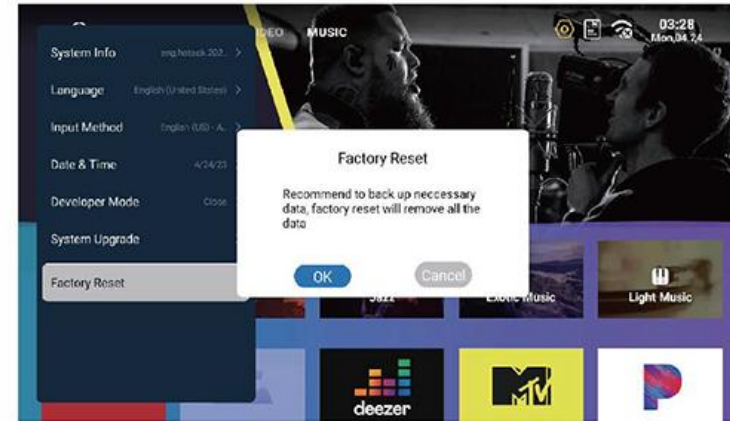 MUSIC
03:28
Mon,04.24
System Info
Language English (United States) >
Input Method English (US) - A..
Date & Time 4/24/23
Developer Mode Close
System Upgrade
Factory Reset
Factory Reset
Recommend to back up neccessary
data, factory reset will remove all the
data
OK Cancel
Jazz Exotic Music Light Music
deezer
MTV